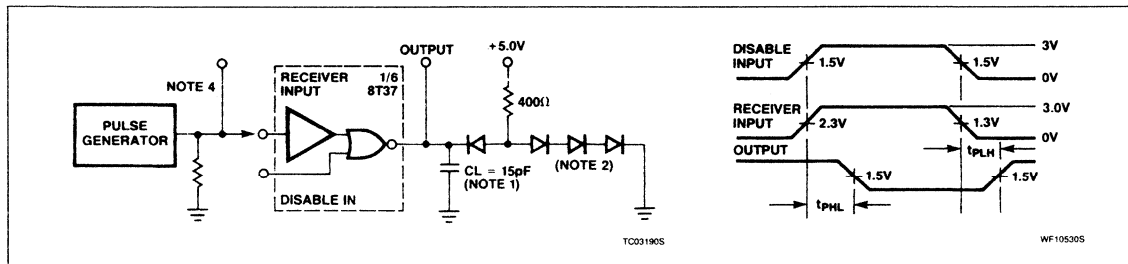 NOTE 4
PULSE
GENERATOR
RECEIVER
INPUT
1/6
8T37
DISABLE IN
OUTPUT
+5.0V
400Ω
CL = 15pF
(NOTE 1)
(NOTE 2)
TC03190S
DISABLE
INPUT
1.5V
1.5V
3V
0V
RECEIVER
INPUT
2.3V
1.3V
3.0V
0V
OUTPUT
tPLH
1.5V
1.5V
tPHL
WF10530S